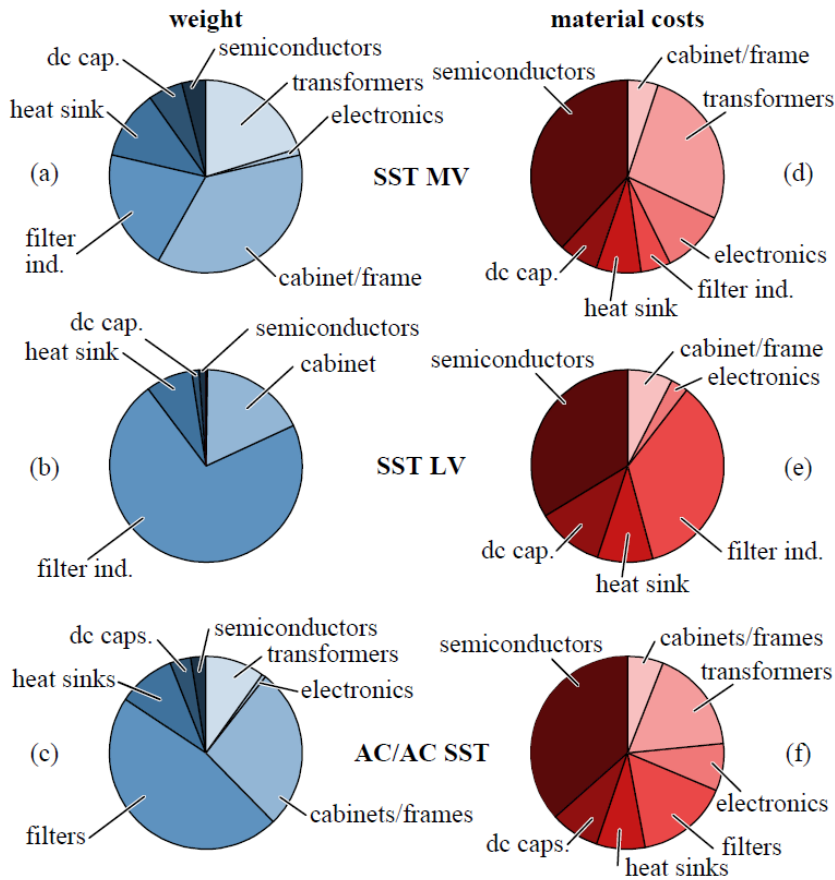 weight
material costs
semiconductors
dc cap.
transformers
heat sink
electronics
(a)
filter
ind.
cabinet/frame
SST MV
cabinet/frame
semiconductors
transformers
(d)
electronics
dc cap.
filter ind.
heat sink
dc cap.
semiconductors
heat sink
cabinet
(b)
filter ind.
SST LV
cabinet/frame
semiconductors
electronics
(e)
dc cap.
filter ind.
heat sink
semiconductors
dc caps.
transformers
heat sinks
electronics
(c)
cabinets/frames
filters
AC/AC SST
semiconductors
cabinets/frames
transformers
(f)
electronics
dc caps.
filters
heat sinks